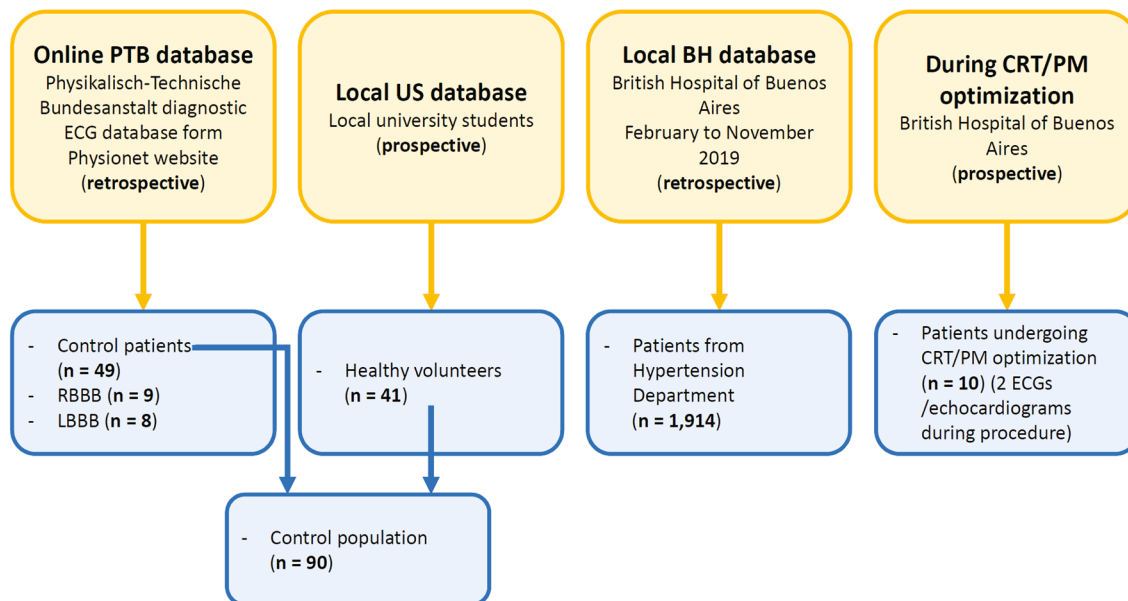 Online PTB database
Physikalisch-Technische
Bundesanstalt diagnostic
ECG database form
Physionet website
(retrospective)
Local US database
Local university students
(prospective)
Local BH database
British Hospital of Buenos
Aires
February to November
2019
(retrospective)
During CRT/PM
optimization
British Hospital of Buenos
Aires
(prospective)
- Control patients
(n = 49)
- RBBB (n = 9)
- LBBB (n = 8)
- Healthy volunteers
(n = 41)
- Patients from
Hypertension
Department
(n = 1,914)
- Patients undergoing
CRT/PM optimization
(n = 10) (2 ECGs
/echocardiograms
during procedure)
- Control population
(n = 90)